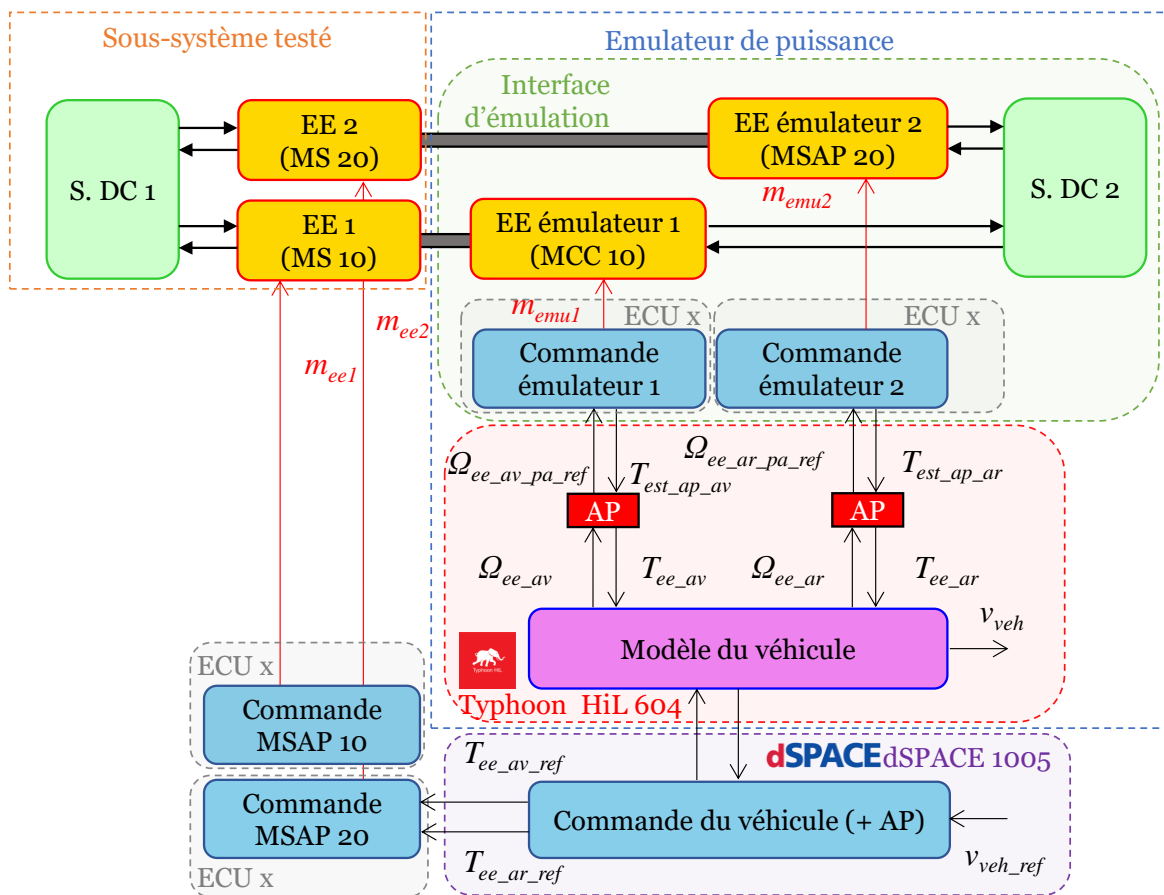 Sous-système testé
Emulateur de puissance
Interface
d'émulation
S. DC 1
EE 2
(MS 20)
EE émulateur 2
(MSAP 20)
S. DC 2
EE 1
(MS 10)
EE émulateur 1
(MCC 10)
m_emu2
m_emu1
ECU x
ECU x
m_ee2
m_ee1
Commande
émulateur 1
Commande
émulateur 2
Ω_ee_av_pa_ref
T_est_ap_av
Ω_ee_ar_pa_ref
T_est_ap_ar
AP
AP
Ω_ee_av
T_ee_av
Ω_ee_ar
T_ee_ar
Modèle du véhicule
v_veh
Typhoon HiL
Typhoon HiL 604
ECU x
Commande
MSAP 10
Commande
MSAP 20
ECU x
dSPACE dSPACE 1005
T_ee_av_ref
Commande du véhicule (+ AP)
T_ee_ar_ref
v_veh_ref